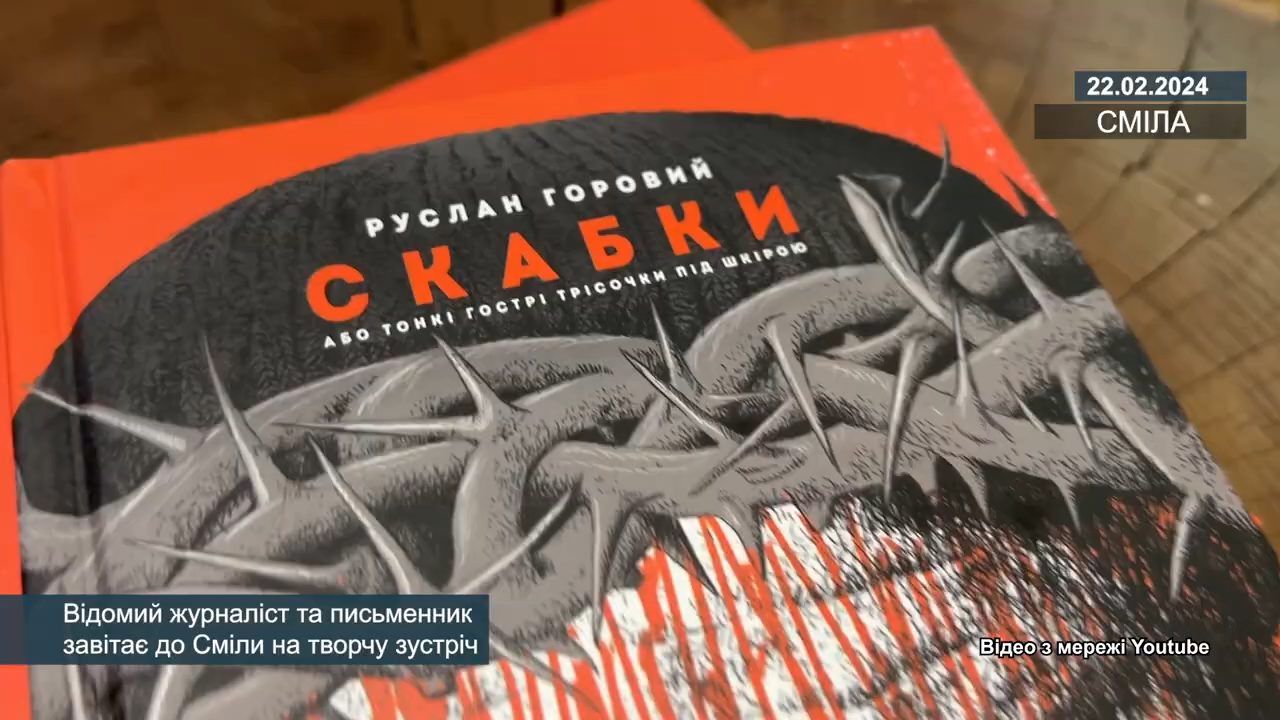 22.02.2024
СМІЛА
РУСЛАН ГОРОВИЙ
СКАБКИ
АБО ТОНКІ ГОСТРІ ТРІСОЧКИ ПІД ШКІРОЮ
Відомий журналіст та письменник
завітає до Сміли на творчу зустріч
Відео з мережі Youtube